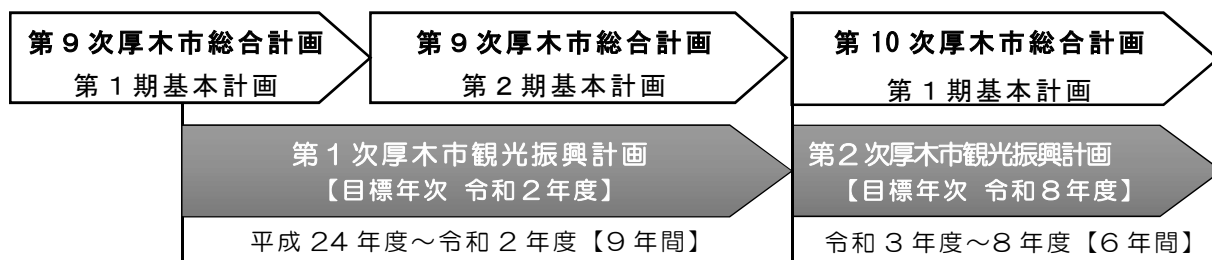 第９次厚木市総合計画
第１期基本計画
第９次厚木市総合計画
第２期基本計画
第10次厚木市総合計画
第１期基本計画
第１次厚木市観光振興計画
【目標年次 令和２年度】
第２次厚木市観光振興計画
【目標年次 令和８年度】
平成 24 年度～令和 2 年度【9 年間】
令和 3 年度～8 年度【6 年間】